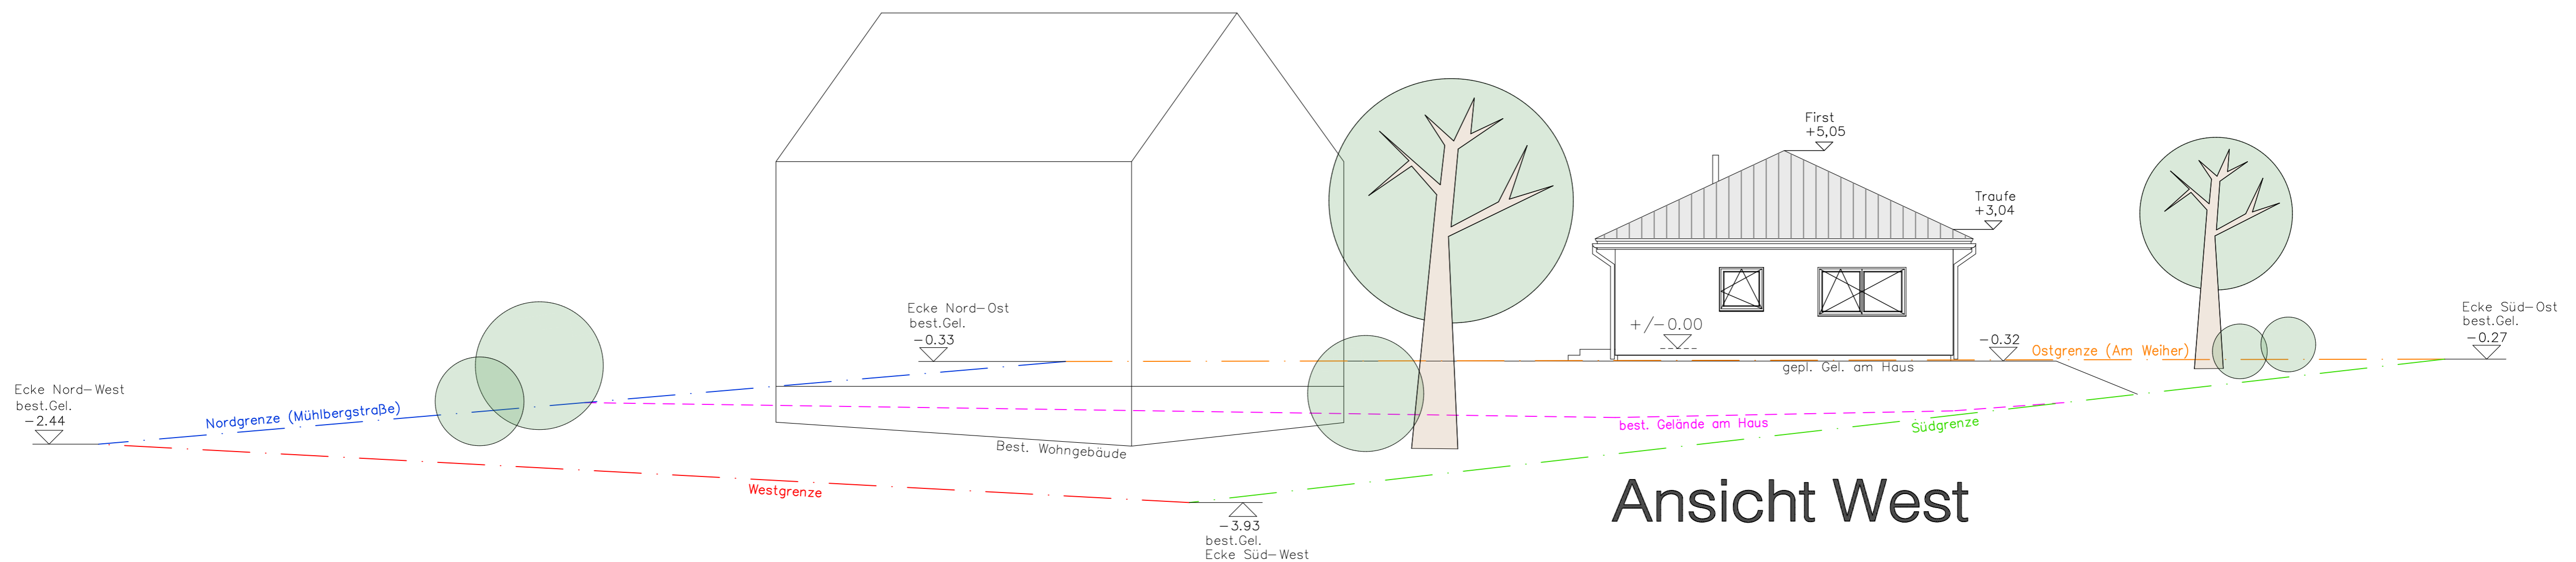 First
+5,05
Traufe
+3,04
Ecke Nord-Ost
best.Gel.
-0.33
+/-0.00
-0.32
Ostgrenze (Am Weiher)
Ecke Süd-Ost
best.Gel.
-0.27
gepl. Gel. am Haus
Ecke Nord-West
best.Gel.
-2.44
Nordgrenze (Mühlbergstraße)
best. Gelände am Haus
Südgrenze
Best. Wohngebäude
Westgrenze
Ansicht West
-3.93
best.Gel.
Ecke Süd-West